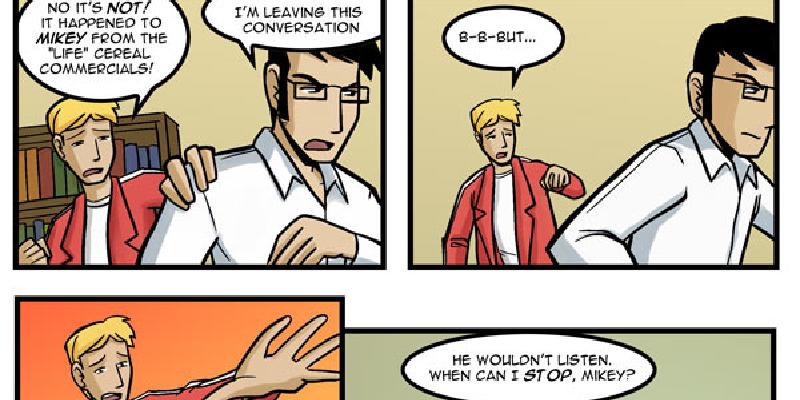 NO IT'S NOT!
IT HAPPENED TO
MIKEY FROM THE
"LIFE" CEREAL
COMMERCIALS!
I'M LEAVING THIS
CONVERSATION
B-B-BUT...
HE WOULDN'T LISTEN.
WHEN CAN I STOP, MIKEY?